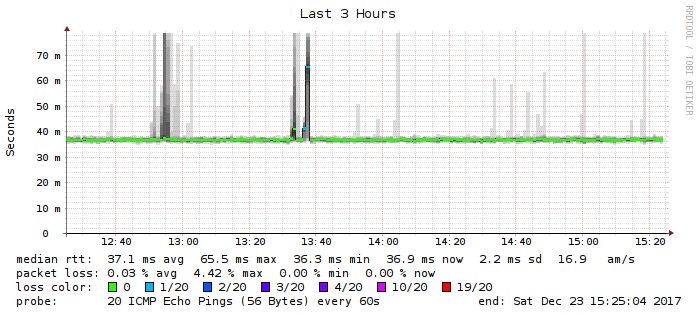 Last 3 Hours
RRDTOOL / TOBI OETIKER
Seconds
70 m
60 m
50 m
40 m
30 m
20 m
10 m
0
12:40 13:00 13:20 13:40 14:00 14:20 14:40 15:00 15:20
median rtt: 37.1 ms avg 65.5 ms max 36.3 ms min 36.9 ms now 2.2 ms sd 16.9 am/s
packet loss: 0.03 % avg 4.42 % max 0.00 % min 0.00 % now
loss color: 0 1/20 2/20 3/20 4/20 10/20 19/20
probe: 20 ICMP Echo Pings (56 Bytes) every 60s end: Sat Dec 23 15:25:04 2017